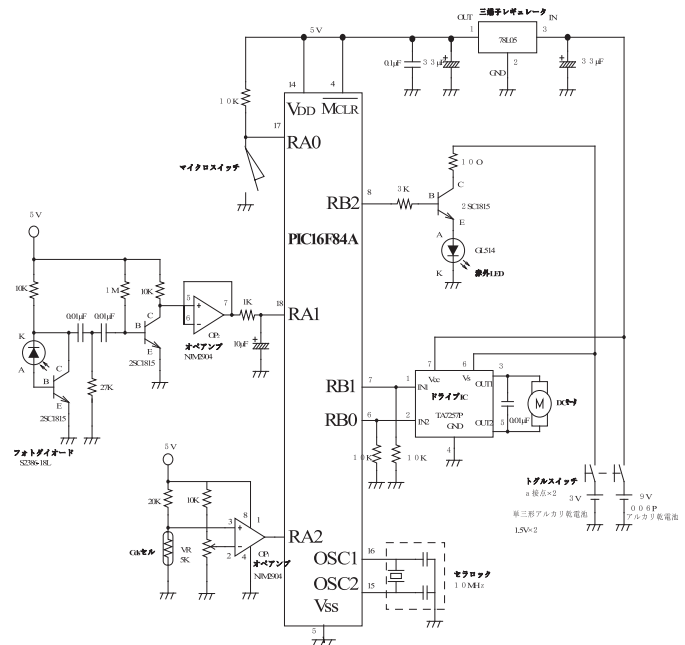 三端子レギュレータ
OUT
IN
5V
1
78L05
3
0.1μF
33μF
2
GND
33μF
10K
14
4
VDD
MCLR
17
RA0
マイクロスイッチ
100
8
3K
B
C
RB2
2SC1815
E
PIC16F84A
A
GL514
K
赤外LED
5V
10K
1M
10K
5
7
1K
18
RA1
6
0.01μF
0.01μF
C
B
E
OP1
オペアンプ
NJM2904
10μF
2SC1815
K
A
C
B
E
27K
2SC1815
フォトダイオード
S2386-18L
7
6
3
Vcc
Vs
OUT1
RB1
7
1
IN1
ドライブIC
TA7257P
M
DCモータ
0.01μF
RB0
6
2
IN2
GND
OUT2
5
4
10K
10K
トグルスイッチ
a接点×2
3V
9V
006P
単三形アルカリ乾電池
アルカリ乾電池
1.5V×2
5V
20K
10K
8
1
3
RA2
2
4
Cdsセル
VR
5K
OP1
オペアンプ
NJM2904
OSC1
16
OSC2
15
セラロック
10MHz
Vss
5